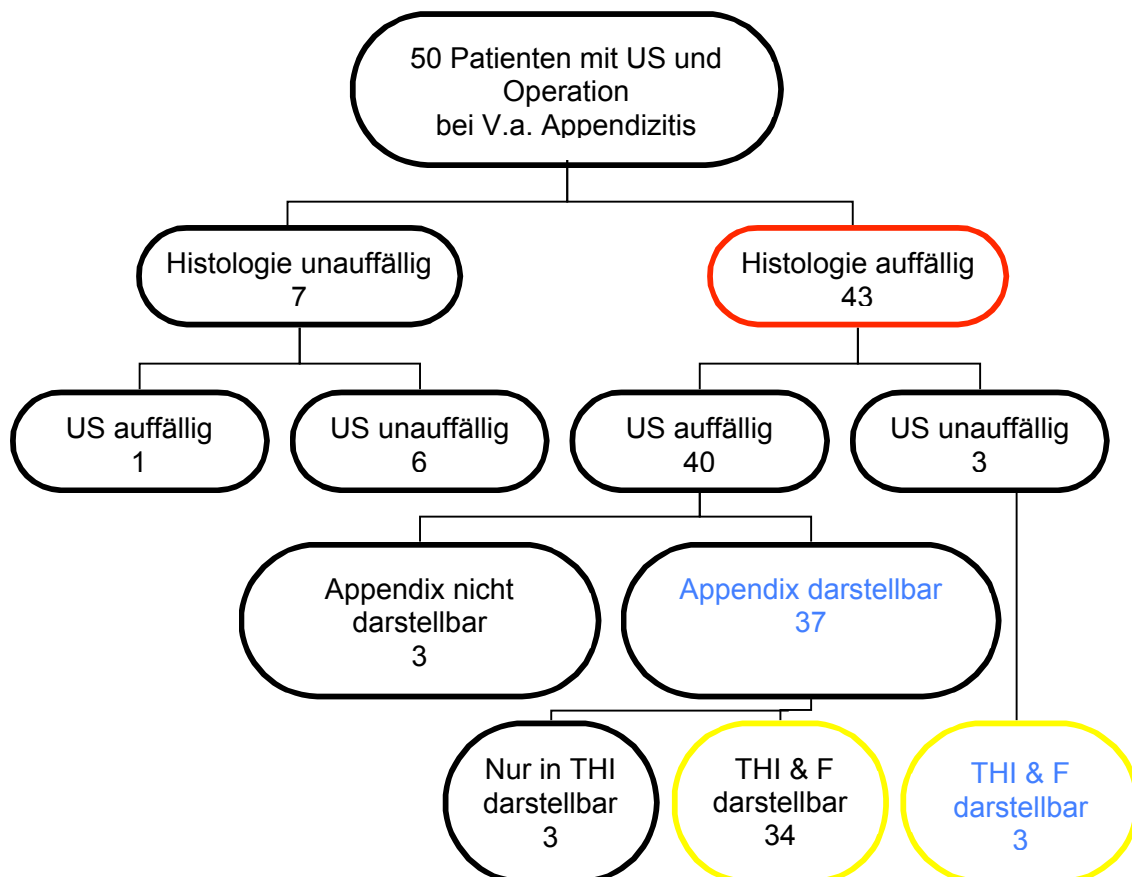 50 Patienten mit US und
Operation
bei V.a. Appendizitis
Histologie unauffällig
7
Histologie auffällig
43
US auffällig
1
US unauffällig
6
US auffällig
40
US unauffällig
3
Appendix nicht
darstellbar
3
Appendix darstellbar
37
Nur in THI
darstellbar
3
THI & F
darstellbar
34
THI & F
darstellbar
3